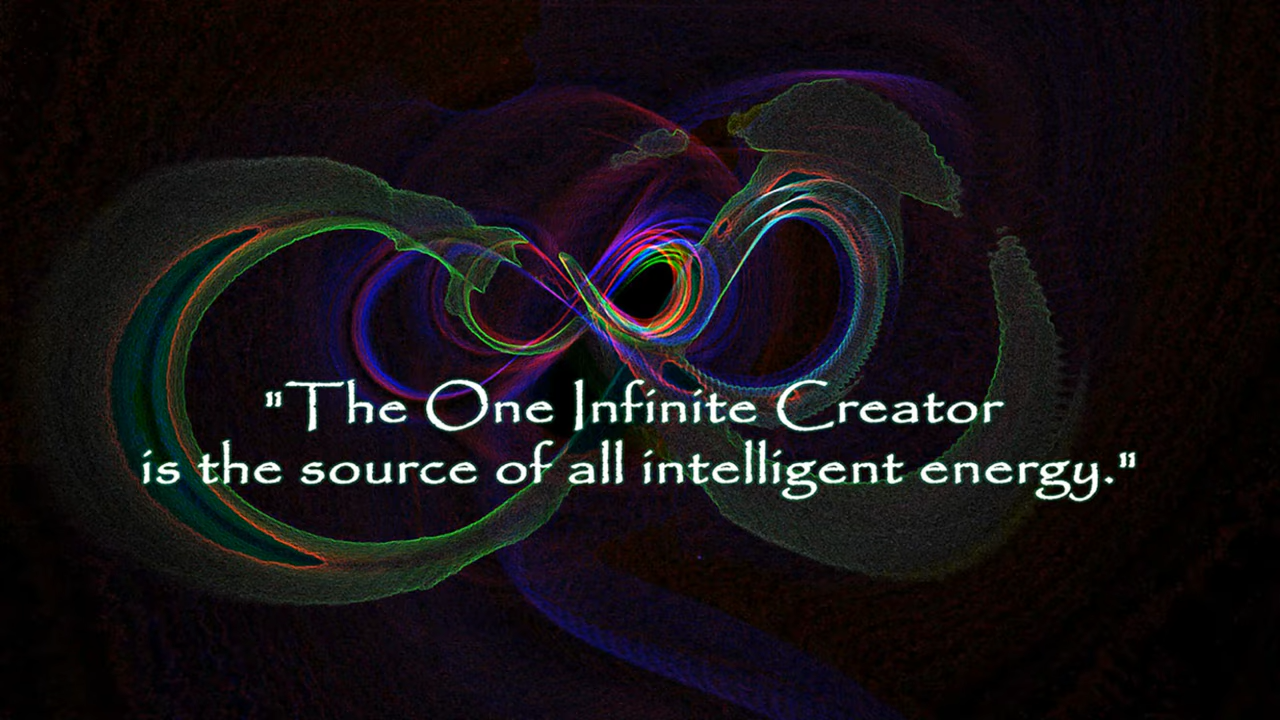 "The One Infinite Creator
is the source of all intelligent energy."